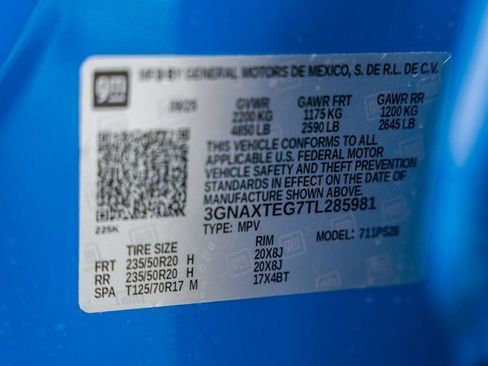 gm MFD BY GENERAL MOTORS DE MEXICO, S. DE R.L. DE C.V.
09/25 GVWR GAWR FRT GAWR RR
2200 KG 1175 KG 1200 KG
4850 LB 2590 LB 2645 LB
THIS VEHICLE CONFORMS TO ALL
APPLICABLE U.S. FEDERAL MOTOR
VEHICLE SAFETY AND THEFT PREVENTION
STANDARDS IN EFFECT ON THE DATE OF
MANUFACTURE SHOWN ABOVE.
3GNAXTEG7TL285981
225K TYPE: MPV MODEL: 711PS26
TIRE SIZE RIM
FRT 235/50R20 H 20X8J
RR 235/50R20 H 20X8J
SPA T125/70R17 M 17X4BT